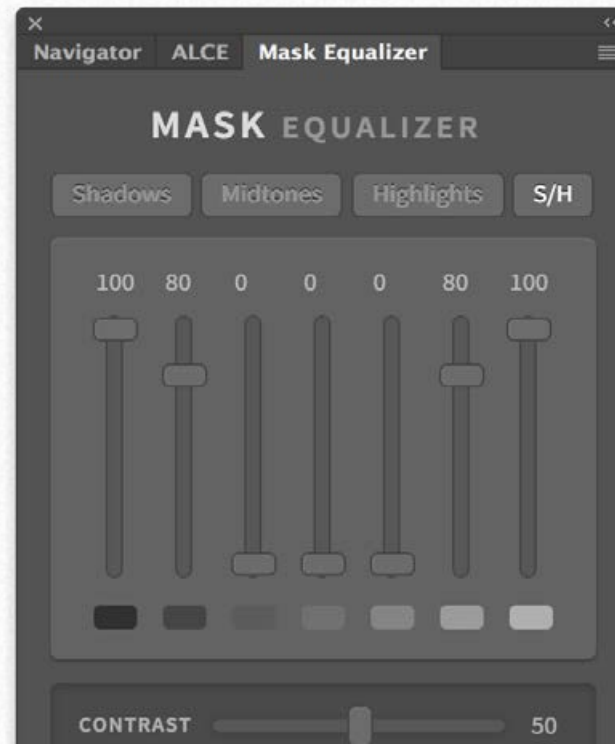 Navigator ALCE Mask Equalizer
MASK EQUALIZER
Shadows Midtones Highlights S/H
100 80 0 0 0 80 100
CONTRAST 50